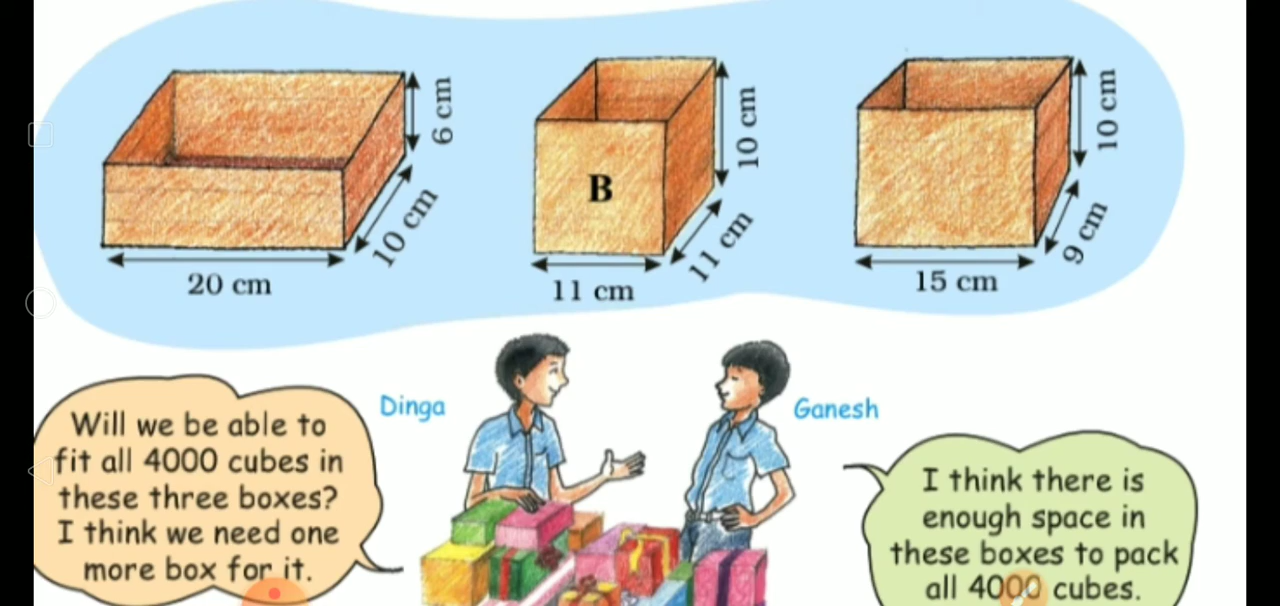 6 cm
10 cm
20 cm
B
10 cm
11 cm
11 cm
10 cm
9 cm
15 cm
Dinga
Ganesh
Will we be able to
fit all 4000 cubes in
these three boxes?
I think we need one
more box for it.
I think there is
enough space in
these boxes to pack
all 4000 cubes.